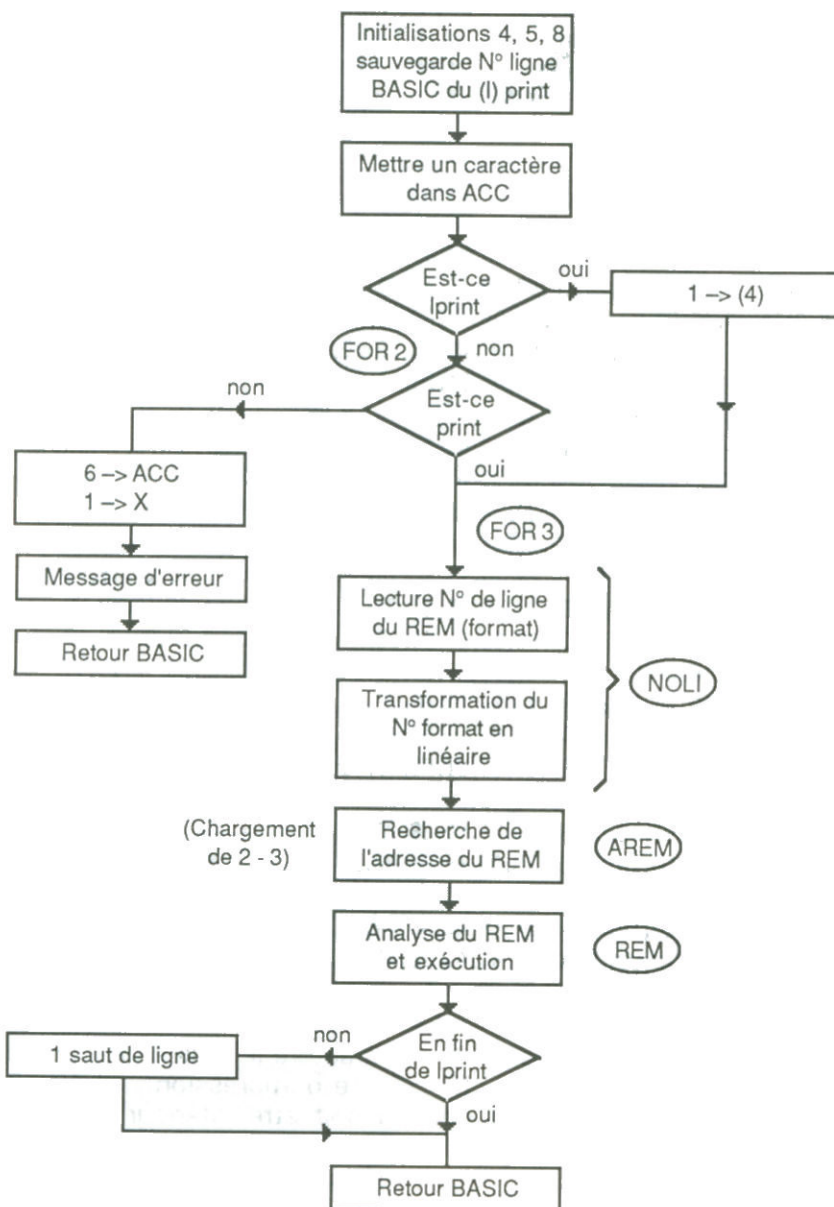 Initialisations 4, 5, 8
sauvegarde N° ligne
BASIC du (l) print
Mettre un caractère
dans ACC
Est-ce
lprint
oui
1 –> (4)
non
FOR 2
Est-ce
print
non
oui
6 –> ACC
1 –> X
Message d'erreur
Retour BASIC
FOR 3
Lecture N° de ligne
du REM (format)
Transformation du
N° format en
linéaire
NOLI
(Chargement
de 2 - 3)
Recherche de
l'adresse du REM
AREM
Analyse du REM
et exécution
REM
En fin
de lprint
non
1 saut de ligne
oui
Retour BASIC